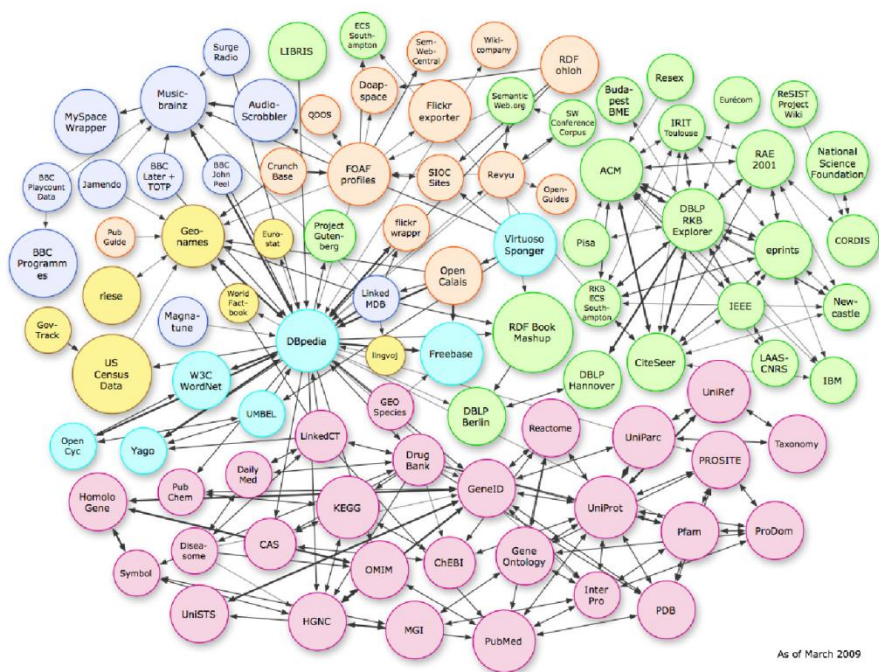 Surge
Radio
LIBRIS
ECS
South-
ampton
Sem-
Web-
Central
Wiki-
company
RDF
ohloh
Music-
brainz
Doap-
space
Resex
MySpace
Wrapper
Audio-
Scrobbler
QDOS
Flickr
exporter
Semantic
Web.org
SW
Conference
Corpus
Buda-
pest
BME
IRIT
Toulouse
Eurécom
ReSIST
Project
Wiki
BBC
Playcount
Data
Jamendo
BBC
Later +
TOTP
BBC
John
Peel
Crunch
Base
FOAF
profiles
SIOC
Sites
Revyu
Open-
Guides
ACM
RAE
2001
National
Science
Foundation
DBLP
RKB
Explorer
Pub
Guide
Geo-
names
Euro-
stat
Project
Guten-
berg
flickr
wrappr
Virtuoso
Sponger
Pisa
eprints
CORDIS
BBC
Programm
es
riese
World
Fact-
book
Linked
MDB
Open
Calais
RKB
ECS
South-
ampton
IEEE
New-
castle
Gov-
Track
Magna-
tune
US
Census
Data
DBpedia
lingvoj
Freebase
RDF Book
Mashup
CiteSeer
LAAS-
CNRS
IBM
W3C
WordNet
DBLP
Hannover
UMBEL
GEO
Species
DBLP
Berlin
UniRef
Open
Cyc
Yago
LinkedCT
Reactome
UniParc
Taxonomy
Drug
Bank
PROSITE
Daily
Med
Pub
Chem
Homolo
Gene
KEGG
GeneID
UniProt
Pfam
ProDom
Disea-
some
CAS
ChEBI
Gene
Ontology
Symbol
OMIM
Inter
Pro
PDB
UniSTS
HGNC
MGI
PubMed
As of March 2009